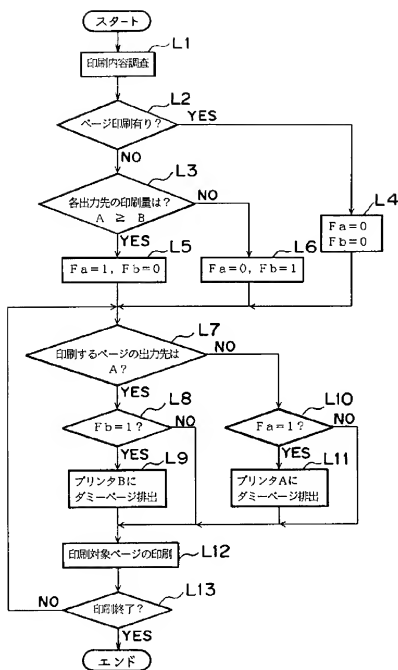 スタート
L1
印刷内容調査
L2
ページ印刷有り?
YES
NO
L3
各出力先の印刷量は?
A ≧ B
NO
YES
L4
Fa=0
Fb=0
L5
Fa=1, Fb=0
L6
Fa=0, Fb=1
L7
印刷するページの出力先は
A?
NO
YES
L8
Fb=1?
NO
YES
L10
Fa=1?
NO
YES
L9
プリンタBに
ダミーページ排出
L11
プリンタAに
ダミーページ排出
L12
印刷対象ページの印刷
L13
NO
印刷終了?
YES
エンド